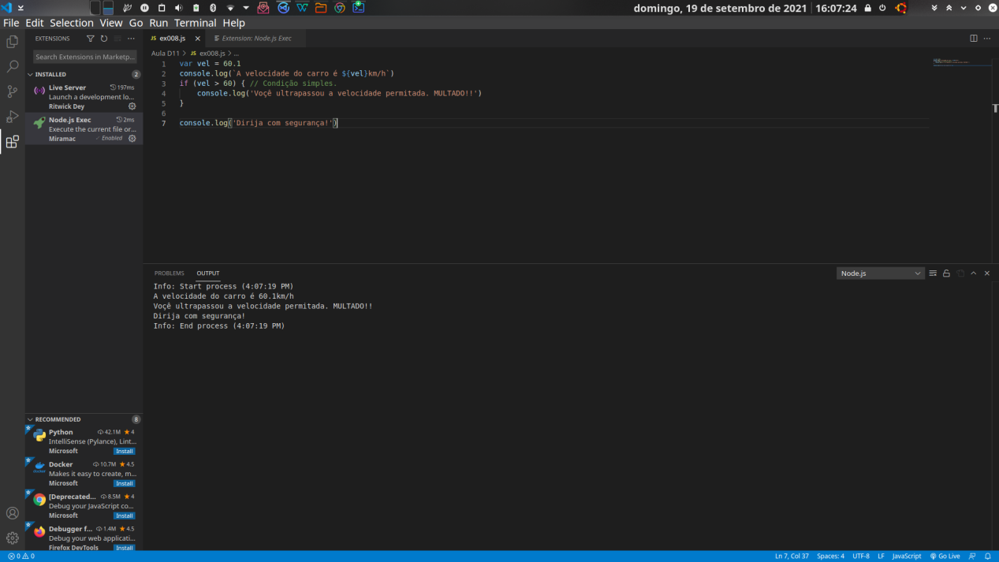 domingo, 19 de setembro de 2021 16:07:24
File Edit Selection View Go Run Terminal Help
EXTENSIONS
Search Extensions in Marketp...
INSTALLED 2
Live Server 197ms
Launch a development lo...
Ritwick Dey
Node.js Exec 2ms
Execute the current file or...
Miramac ✓ Enabled
RECOMMENDED 8
Python 42.1M ★ 4
IntelliSense (Pylance), Lint...
Microsoft Install
Docker 10.7M ★ 4.5
Makes it easy to create, m...
Microsoft Install
[Deprecated... 8.5M ★ 4
Debug your JavaScript co...
Microsoft Install
Debugger f... 1.4M ★ 4.5
Debug your web applicati...
Firefox DevTools Install
JS ex008.js × Extension: Node.js Exec
Aula D11 > JS ex008.js > ...
1 var vel = 60.1
2 console.log(`A velocidade do carro é ${vel}km/h`)
3 if (vel > 60) { // Condição simples.
4 console.log('Voçê ultrapassou a velocidade permitada. MULTADO!!')
5 }
6
7 console.log('Dirija com segurança!')
PROBLEMS OUTPUT Node.js
Info: Start process (4:07:19 PM)
A velocidade do carro é 60.1km/h
Voçê ultrapassou a velocidade permitada. MULTADO!!
Dirija com segurança!
Info: End process (4:07:19 PM)
0 0 Ln 7, Col 37 Spaces: 4 UTF-8 LF JavaScript Go Live